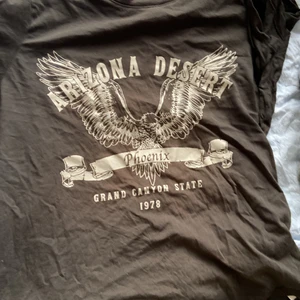 ARIZONA DESERT
Phoenix
GRAND CANYON STATE
1978